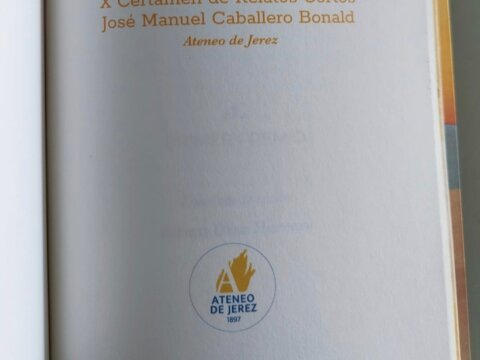 X Certamen de Relatos Cortos
José Manuel Caballero Bonald
Ateneo de Jerez
ATENEO
DE JEREZ
1897